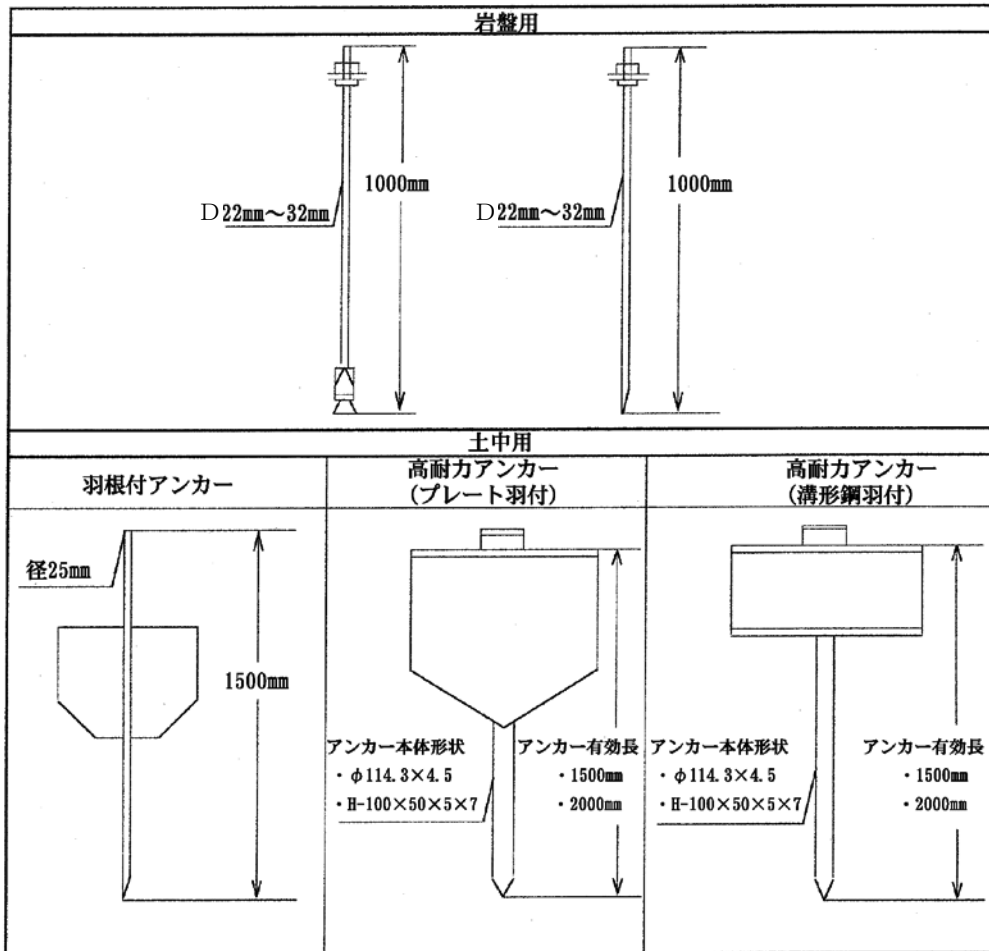 岩盤用
1000mm
D22mm～32mm
1000mm
D22mm～32mm
土中用
羽根付アンカー
径25mm
1500mm
高耐力アンカー
(プレート羽付)
アンカー本体形状
・φ114.3×4.5
・H-100×50×5×7
アンカー有効長
・1500mm
・2000mm
高耐力アンカー
(溝形鋼羽付)
アンカー本体形状
・φ114.3×4.5
・H-100×50×5×7
アンカー有効長
・1500mm
・2000mm